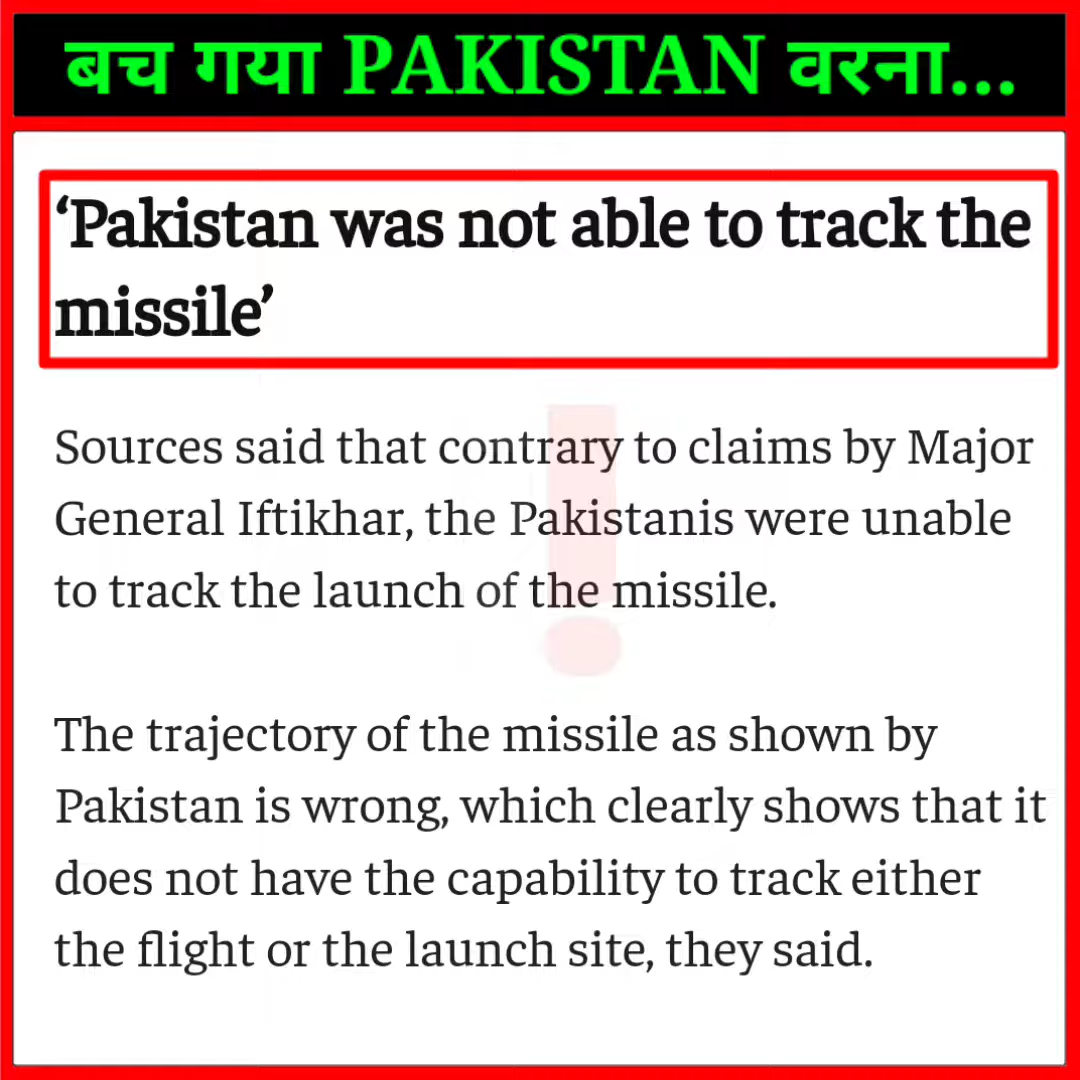 बच गया PAKISTAN वरना...
‘Pakistan was not able to track the
missile’
Sources said that contrary to claims by Major
General Iftikhar, the Pakistanis were unable
to track the launch of the missile.
The trajectory of the missile as shown by
Pakistan is wrong, which clearly shows that it
does not have the capability to track either
the flight or the launch site, they said.